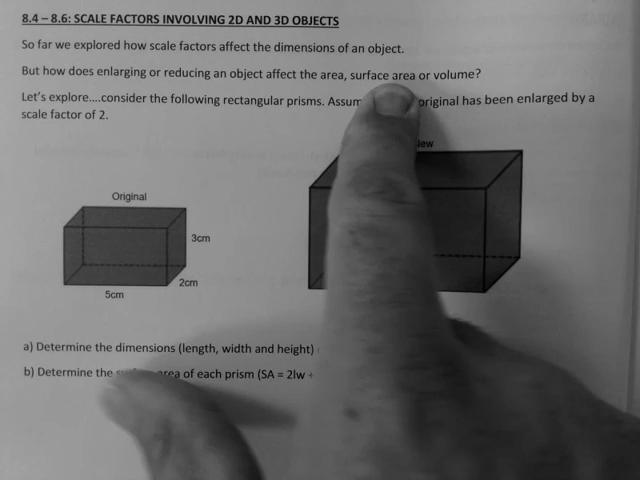 8.4 – 8.6: SCALE FACTORS INVOLVING 2D AND 3D OBJECTS
So far we explored how scale factors affect the dimensions of an object.
But how does enlarging or reducing an object affect the area, surface area or volume?
Let's explore....consider the following rectangular prisms. original has been enlarged by a
scale factor of 2.
Original
3cm
2cm
5cm
a) Determine the dimensions (length, width and height)
b) Determine the of each prism (SA = 2lw +